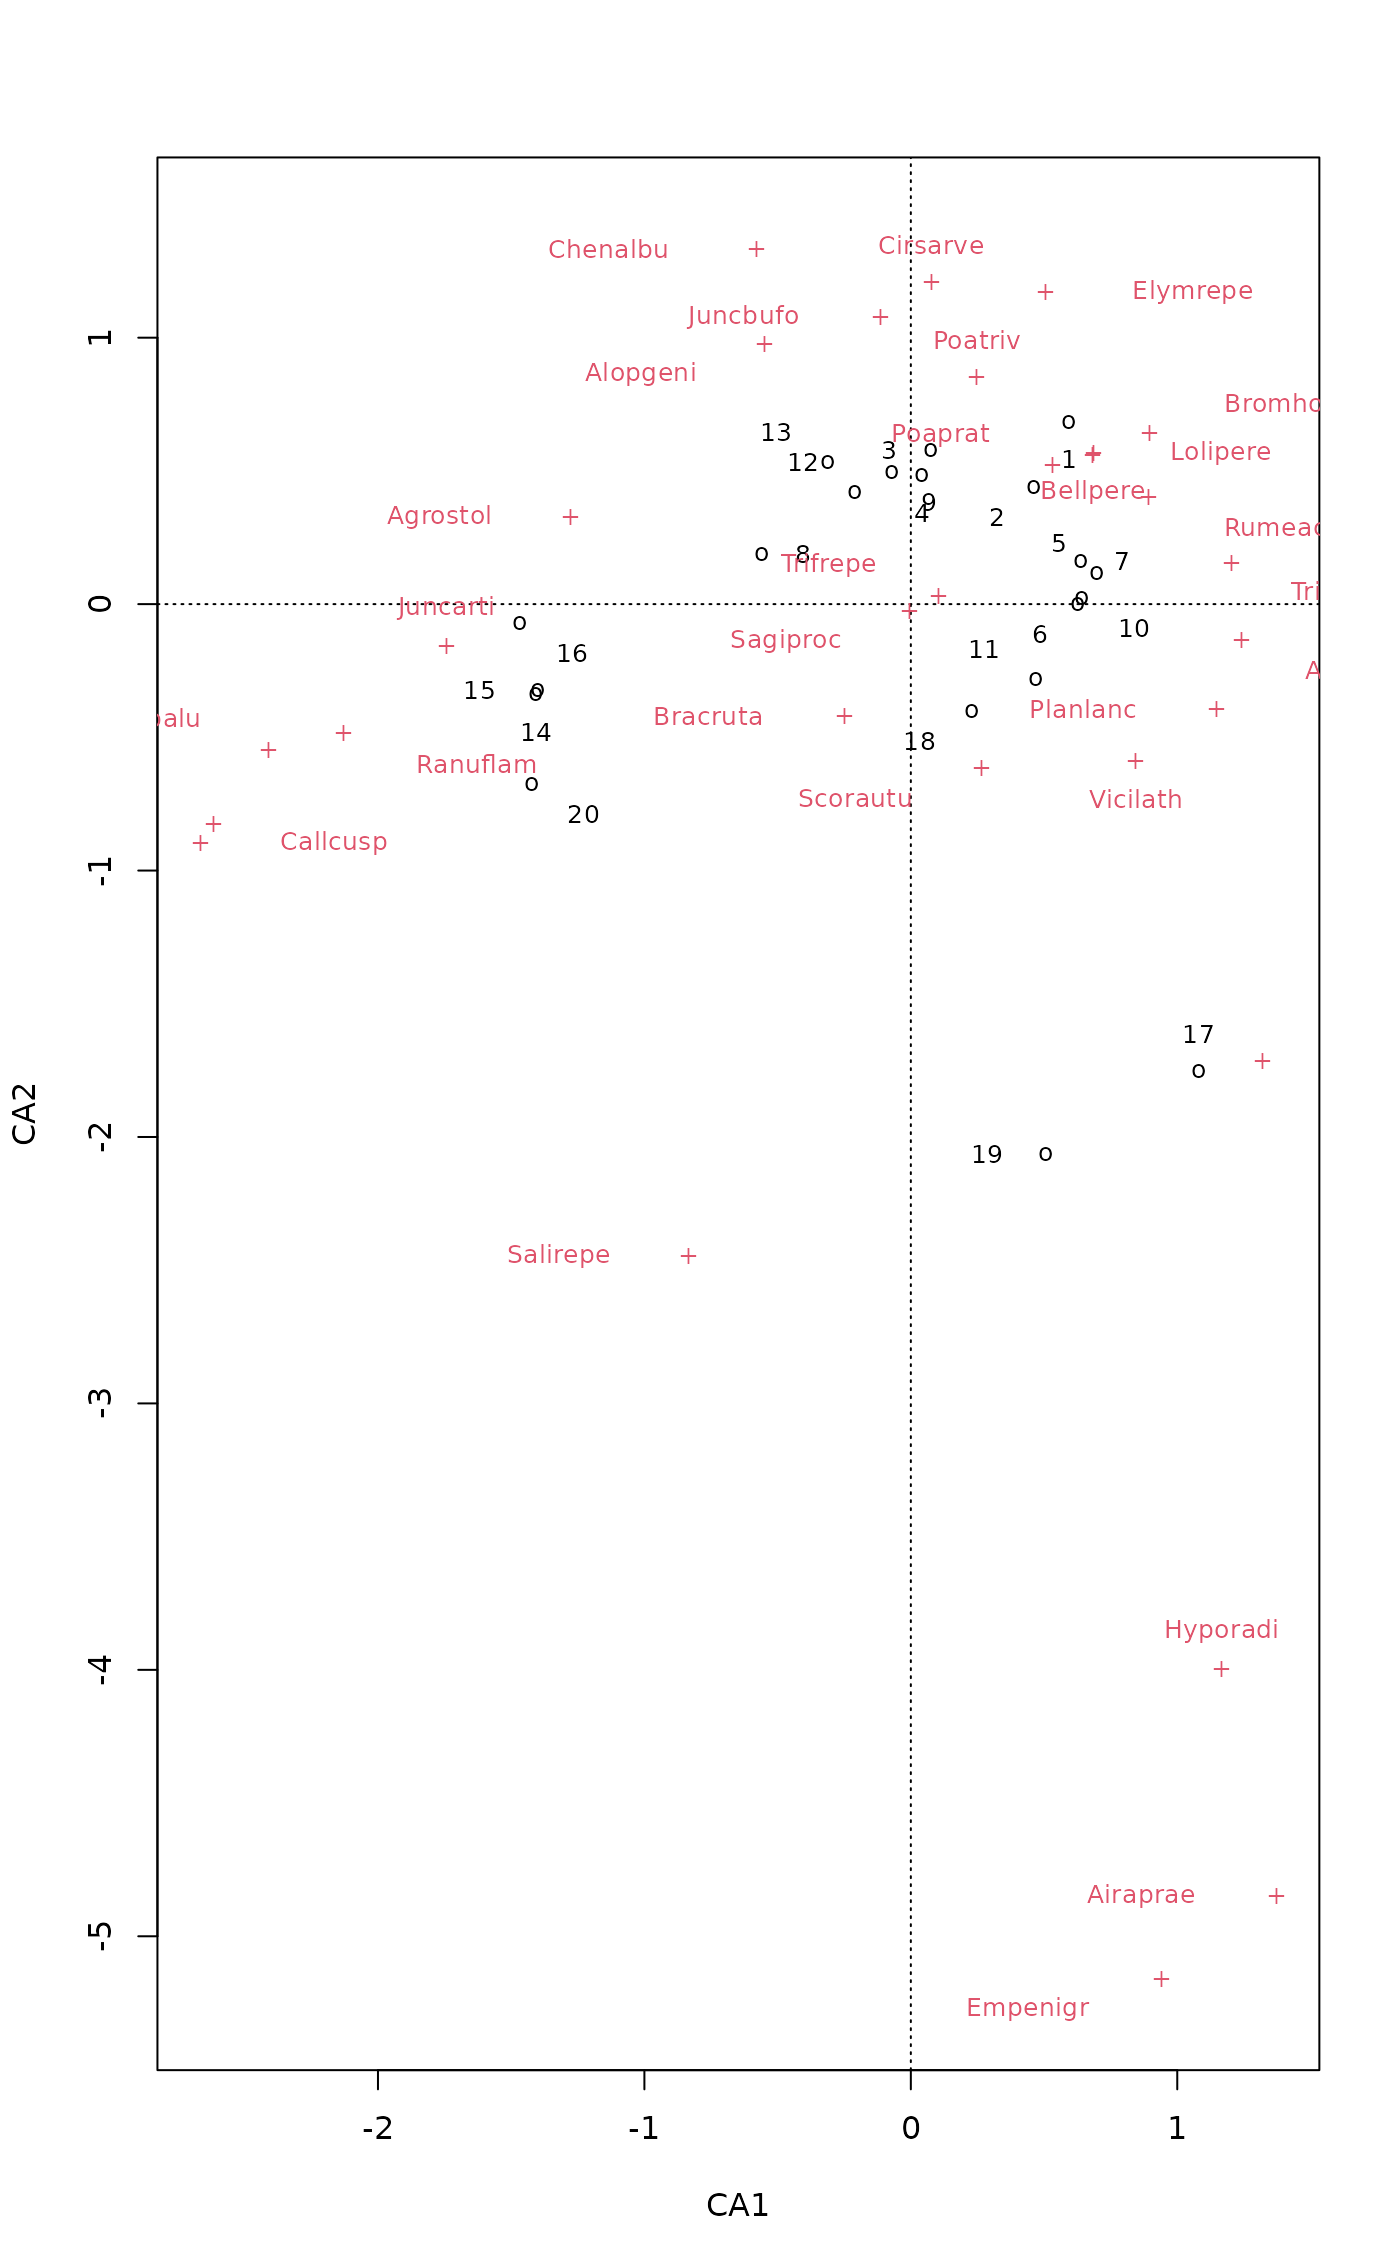 Chenalbu
Cirsarve
Elymrepe
Juncbufo
Poatriv
Alopgeni
Bromho
13
Poaprat
3
12
1
Lolipere
Bellpere
9
4
2
Agrostol
Rumeac
5
8
Trifrepe
7
Tri
Juncarti
Sagiproc
6
10
11
16
A
15
Planlanc
Bracruta
palu
14
18
Ranuflam
Scorautu
Vicilath
20
Callcusp
17
19
Salirepe
Hyporadi
Airaprae
Empenigr
1
0
-1
-2
-3
-4
-5
CA2
-2
-1
0
1
CA1